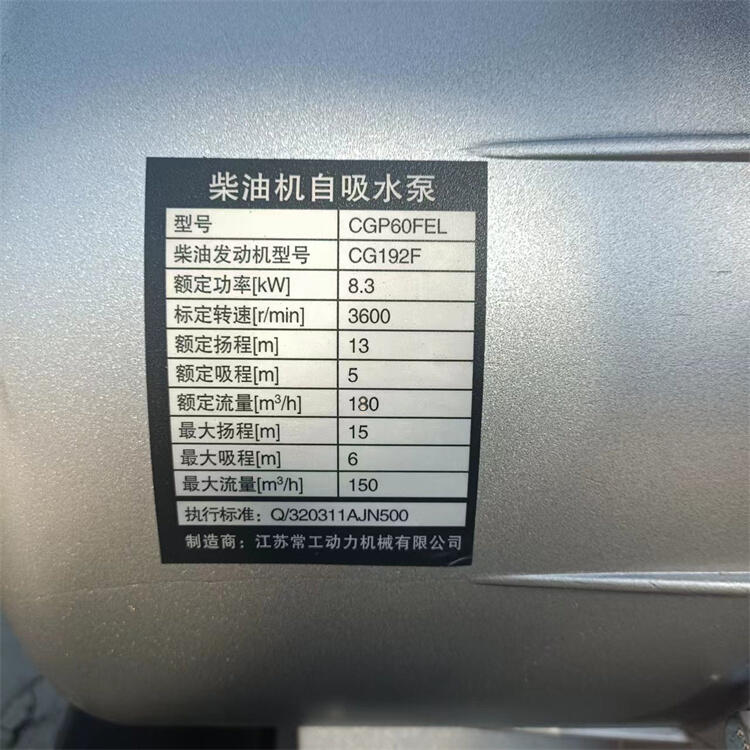 柴油机自吸水泵
型号 CGP60FEL
柴油发动机型号 CG192F
额定功率[kW] 8.3
标定转速[r/min] 3600
额定扬程[m] 13
额定吸程[m] 5
额定流量[m³/h] 180
最大扬程[m] 15
最大吸程[m] 6
最大流量[m³/h] 150
执行标准：Q/320311AJN500
制造商：江苏常工动力机械有限公司